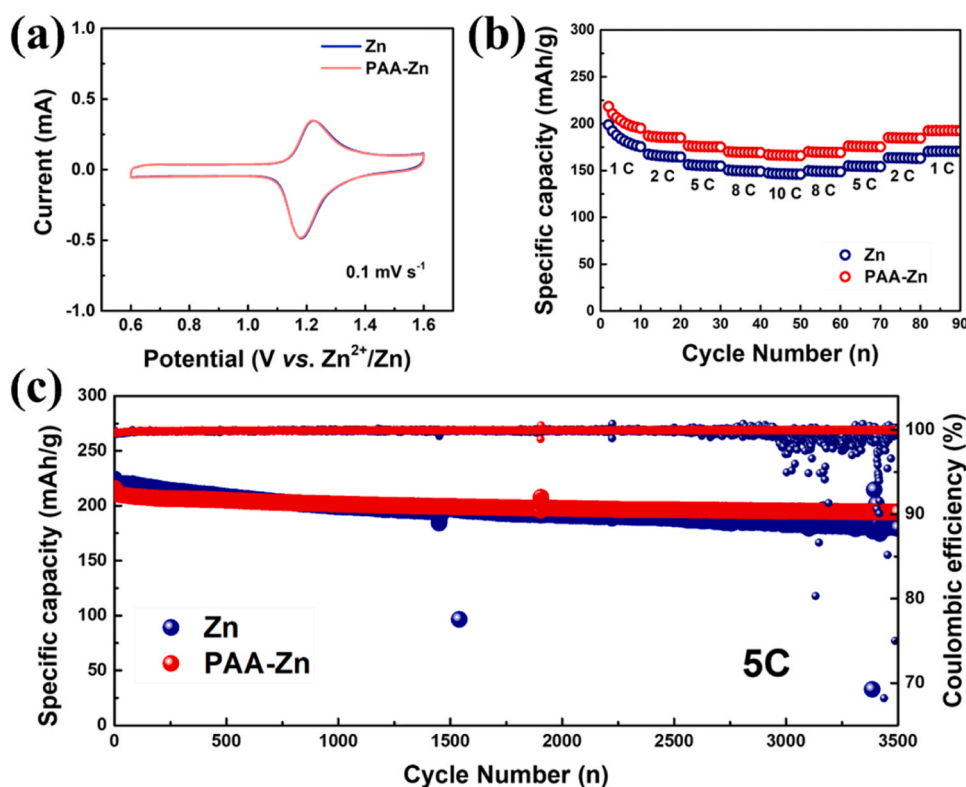 (a)
1.0
0.5
0.0
-0.5
-1.0
Current (mA)
Zn
PAA-Zn
0.1 mV s⁻¹
0.6 0.8 1.0 1.2 1.4 1.6
Potential (V vs. Zn²⁺/Zn)
(b)
300
250
200
150
100
50
0
Specific capacity (mAh/g)
1 C 2 C 5 C 8 C 10 C 8 C 5 C 2 C 1 C
Zn
PAA-Zn
0 10 20 30 40 50 60 70 80 90
Cycle Number (n)
(c)
300
250
200
150
100
50
0
Specific capacity (mAh/g)
Zn
PAA-Zn
5C
100
90
80
70
Coulombic efficiency (%)
0 500 1000 1500 2000 2500 3000 3500
Cycle Number (n)